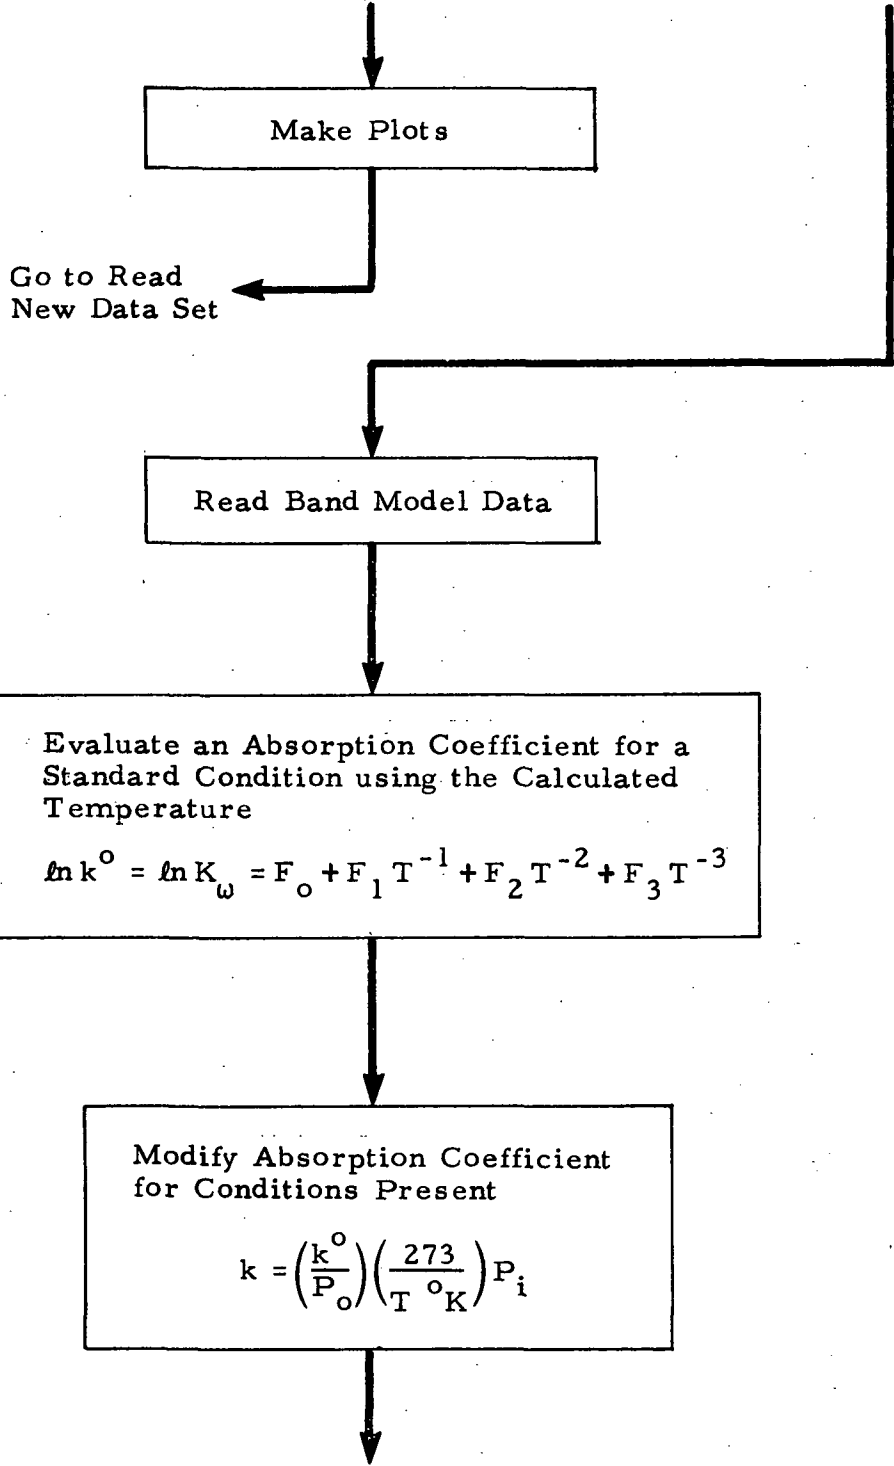 Make Plots
Go to Read
New Data Set
Read Band Model Data
Evaluate an Absorption Coefficient for a
Standard Condition using the Calculated
Temperature
ℓn k° = ℓn K_ω = F_o + F_1 T^-1 + F_2 T^-2 + F_3 T^-3
Modify Absorption Coefficient
for Conditions Present
k = (k°/P_o)(273/T °K) P_i